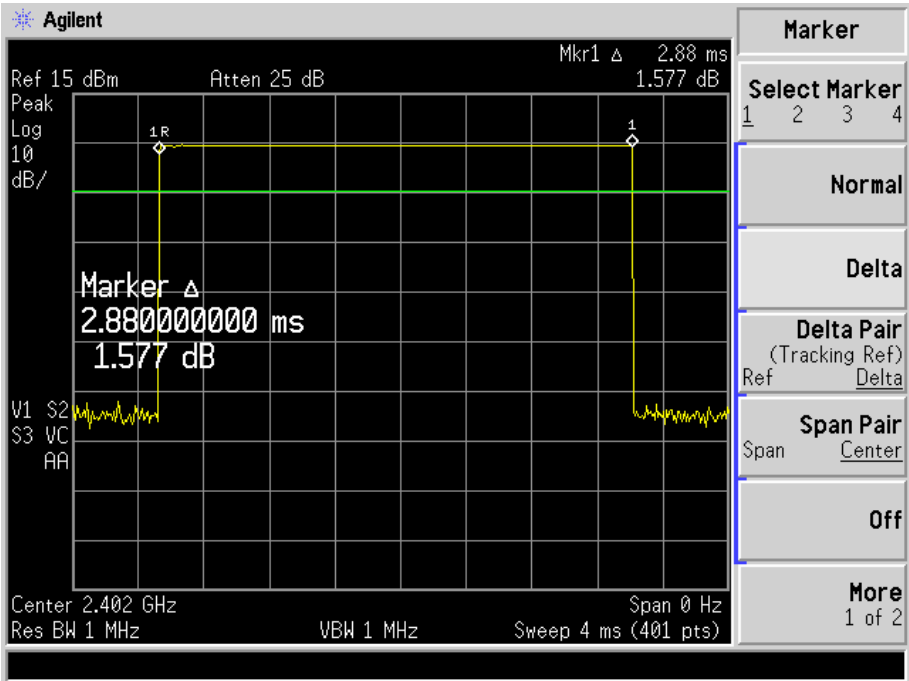 Agilent
Marker
Mkr1 Δ 2.88 ms
Ref 15 dBm Atten 25 dB 1.577 dB
Peak
Log
10
dB/
1R
1
Marker Δ
2.880000000 ms
1.577 dB
V1 S2
S3 VC
AA
Center 2.402 GHz Span 0 Hz
Res BW 1 MHz VBW 1 MHz Sweep 4 ms (401 pts)
Select Marker
1 2 3 4
Normal
Delta
Delta Pair
(Tracking Ref)
Ref Delta
Span Pair
Span Center
Off
More
1 of 2